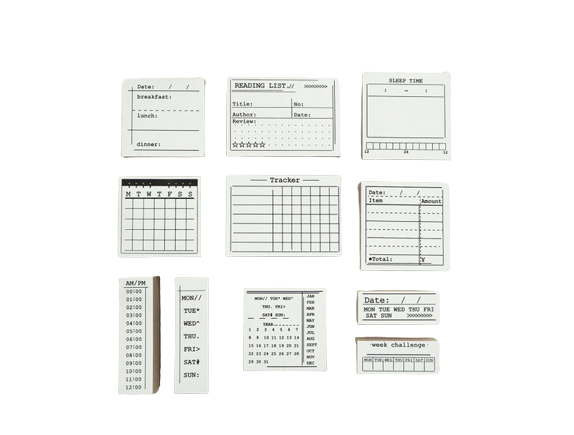 Date: / /
breakfast:
lunch:
dinner:
READING LIST.//
>>>>>>>>>
Title: No:
Author: Date:
Review:
☆☆☆☆☆
SLEEP TIME
: → :
12 24 12
M T W T F S S
Tracker
Date: / /
Item Amount
*Total: ¥
AM/PM
00:00
01:00
02:00
03:00
04:00
05:00
06:00
07:00
08:00
09:00
10:00
11:00
12:00
MON//
TUE*
WED^
THU.
FRI>
SAT#
SUN:
MON// TUE* WED^
THU. FRI>
SAT# SUN:
YEAR
1 2 3 4 5 6 7
8 9 10 11 12 13 14
15 16 17 18 19 20 21
22 23 24 25 26 27 28
29 30 31
JAN
FEB
MAR
APR
MAY
JUN
JUL
AUG
SEPT
OCT
NOV
DEC
Date: / /
MON TUE WED THU FRI
SAT SUN >>>>>>>>>
week challenge
MON TUE WED THU FRI SAT SUN